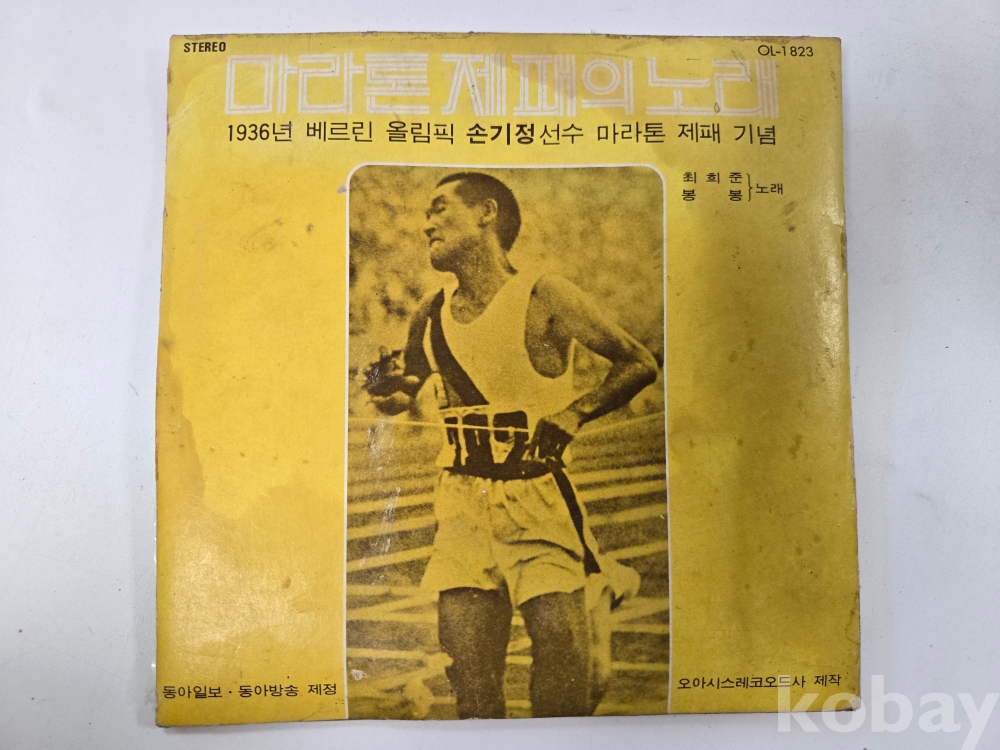 STEREO
OL-1823
마라톤 제패의 노래
1936년 베르린 올림픽 손기정선수 마라톤 제패 기념
최희준
봉봉 } 노래
382
동아일보·동아방송 제정
오아시스레코오드사 제작
kobay